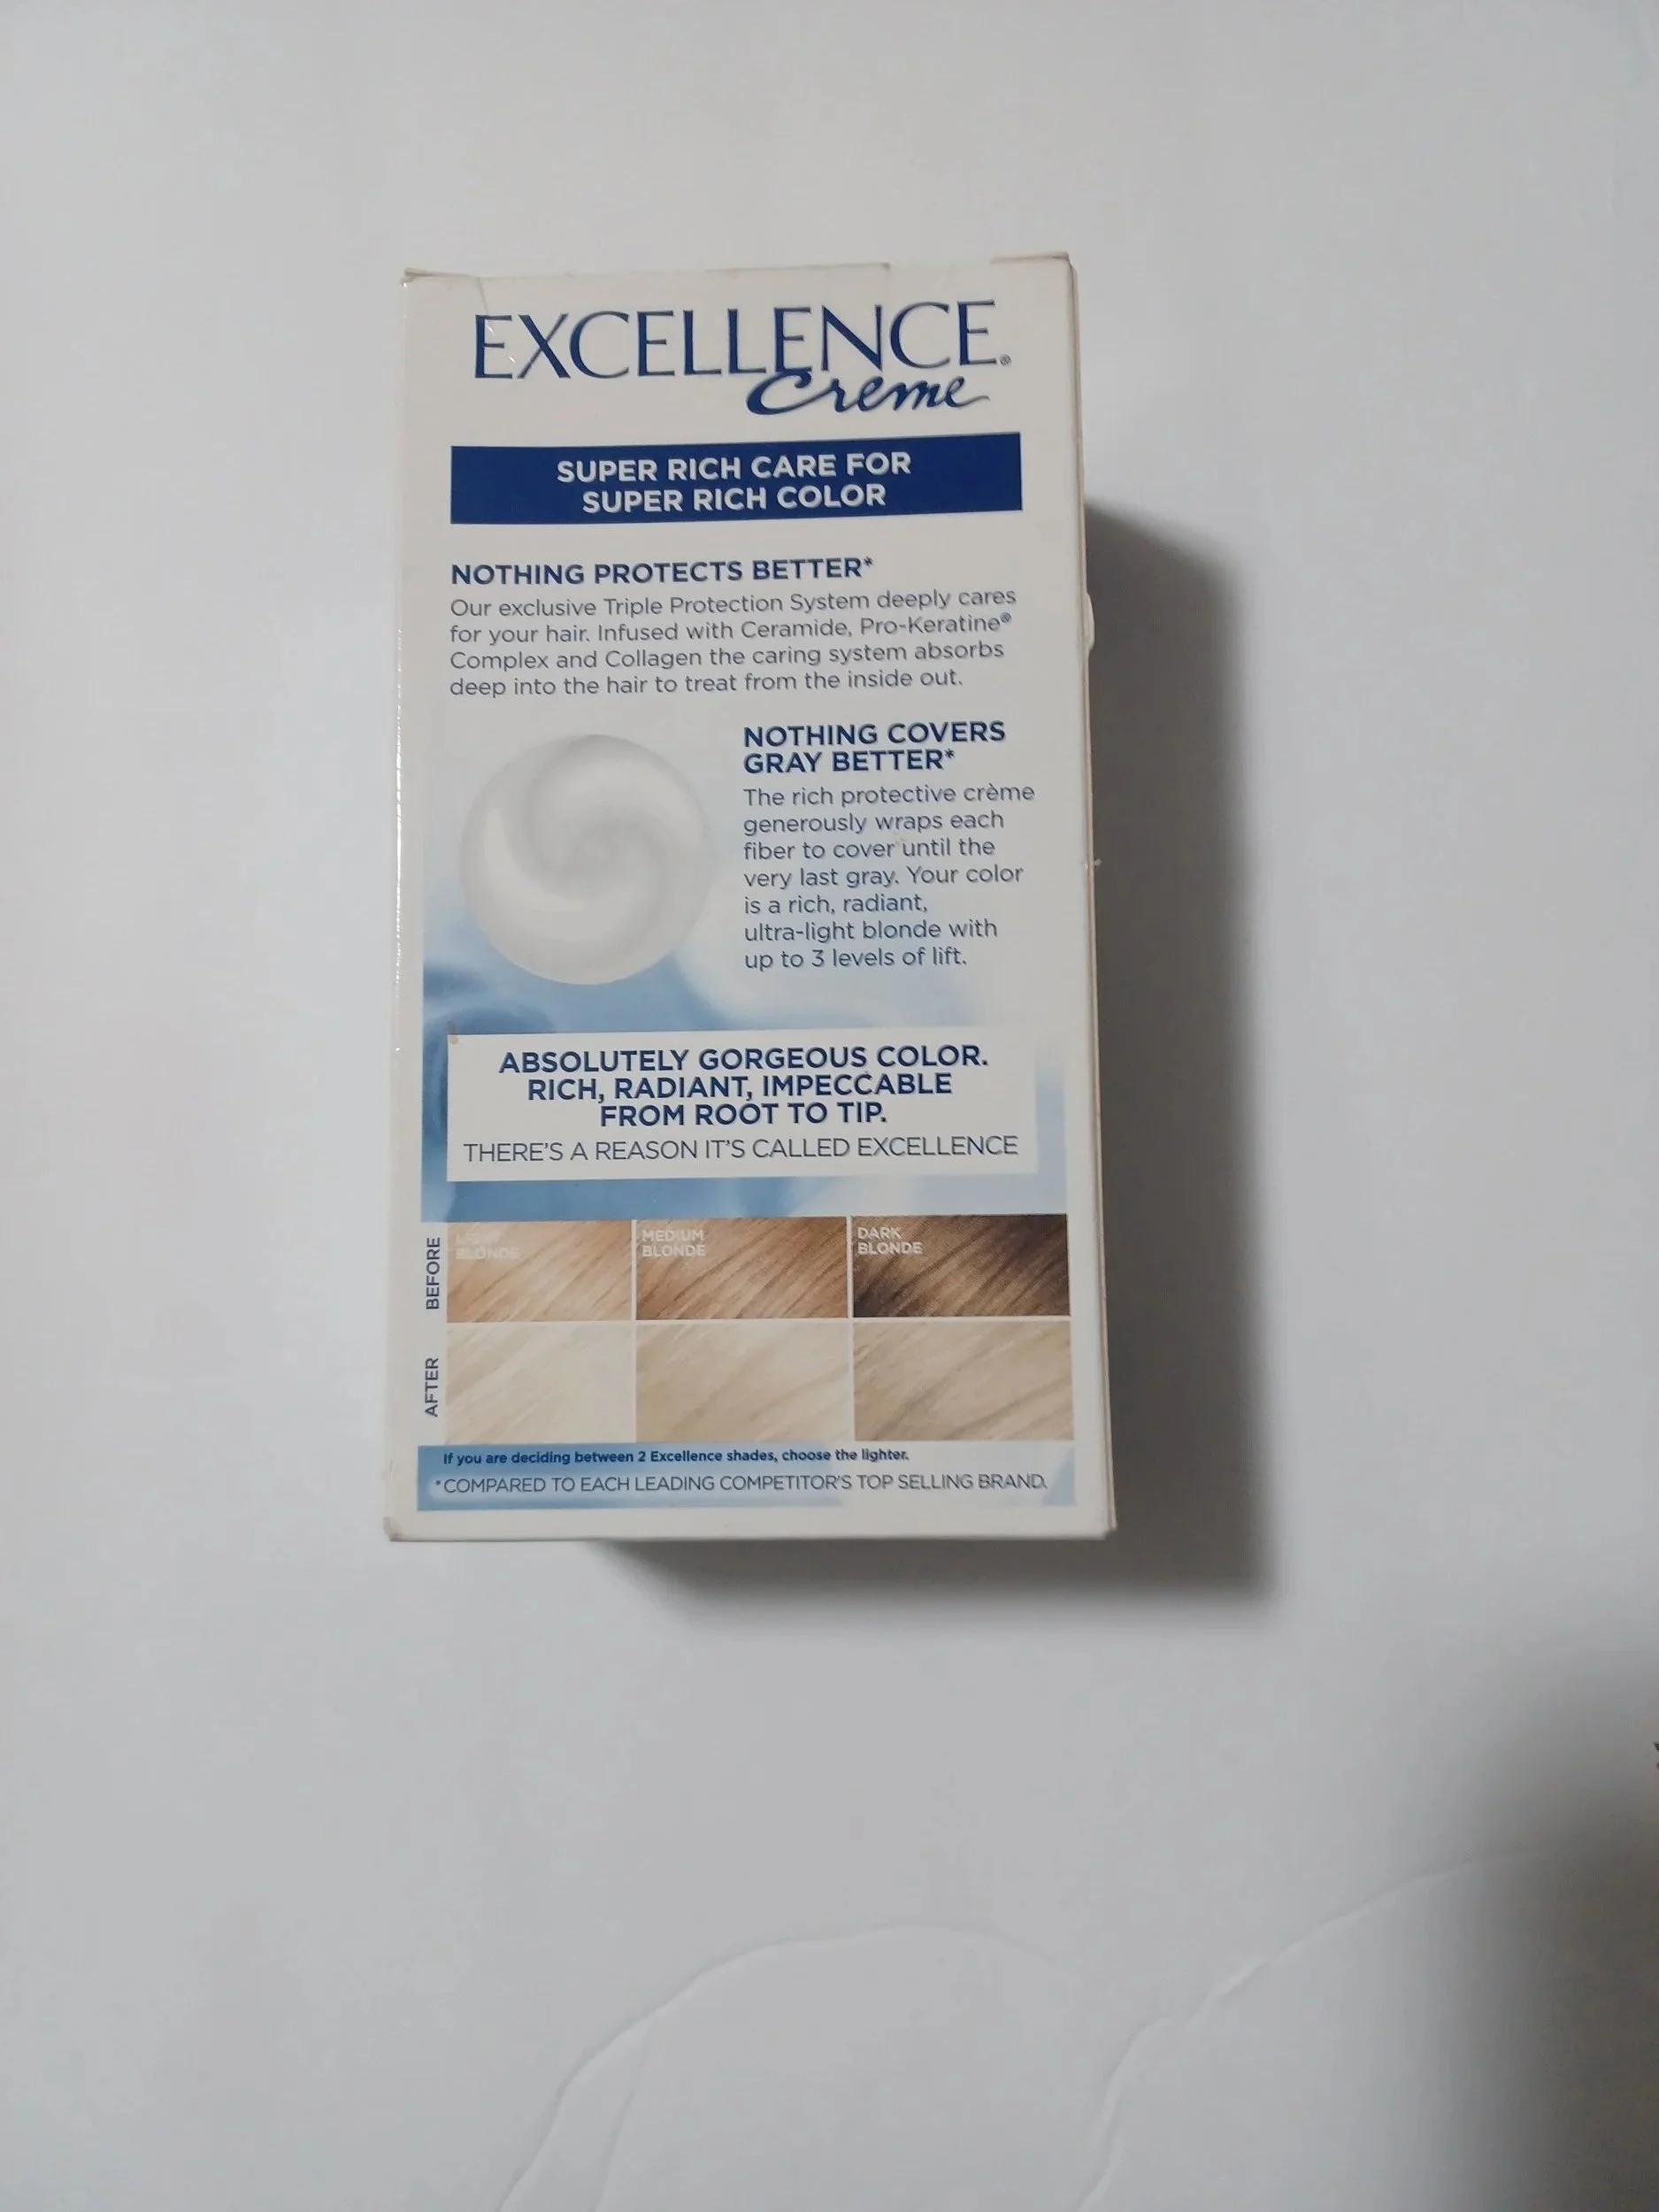 EXCELLENCE®
Creme
SUPER RICH CARE FOR
SUPER RICH COLOR
NOTHING PROTECTS BETTER*
Our exclusive Triple Protection System deeply cares
for your hair. Infused with Ceramide, Pro-Keratine®
Complex and Collagen the caring system absorbs
deep into the hair to treat from the inside out.
NOTHING COVERS
GRAY BETTER*
The rich protective crème
generously wraps each
fiber to cover until the
very last gray. Your color
is a rich, radiant,
ultra-light blonde with
up to 3 levels of lift.
ABSOLUTELY GORGEOUS COLOR.
RICH, RADIANT, IMPECCABLE
FROM ROOT TO TIP.
THERE'S A REASON IT'S CALLED EXCELLENCE
BEFORE
LIGHT
BLONDE
MEDIUM
BLONDE
DARK
BLONDE
AFTER
If you are deciding between 2 Excellence shades, choose the lighter.
*COMPARED TO EACH LEADING COMPETITOR'S TOP SELLING BRAND.